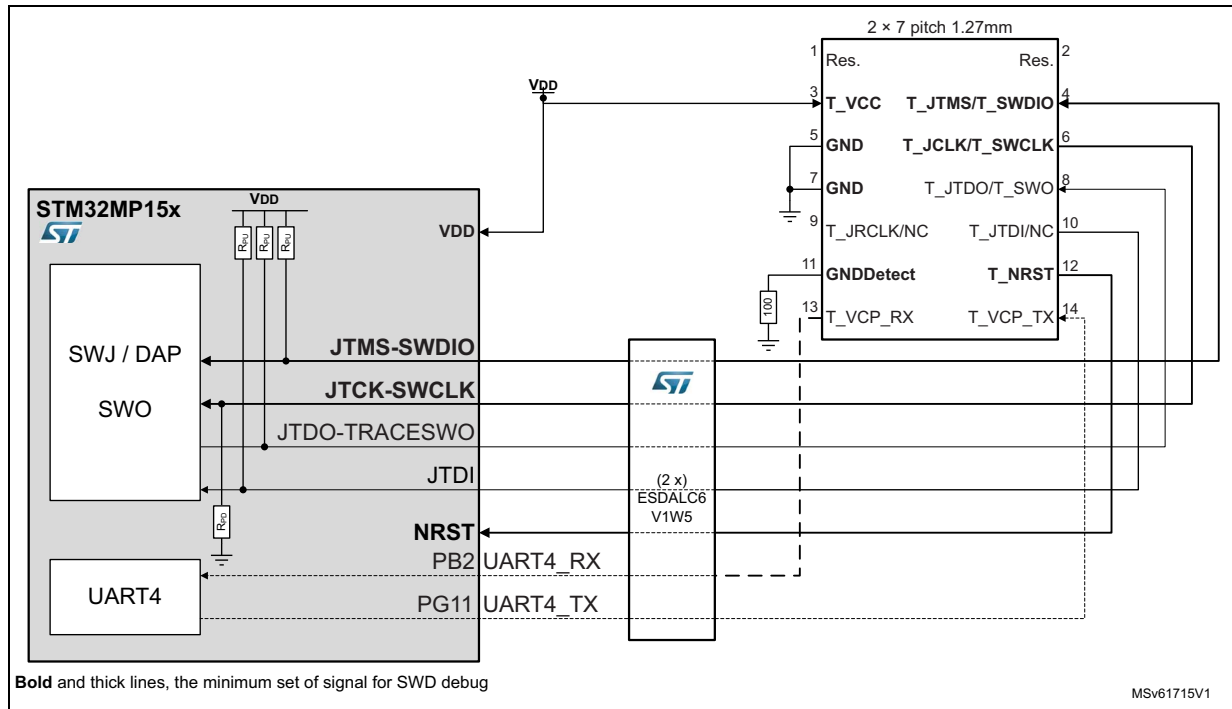 2 × 7 pitch 1.27mm
1 Res. Res. 2
VDD
3 T_VCC T_JTMS/T_SWDIO 4
5 GND T_JCLK/T_SWCLK 6
7 GND T_JTDO/T_SWO 8
9 T_JRCLK/NC T_JTDI/NC 10
11 GNDDetect T_NRST 12
100
13 T_VCP_RX T_VCP_TX 14
STM32MP15x
ST
VDD
VDD
RPU RPU RPU
SWJ / DAP
SWO
JTMS-SWDIO
JTCK-SWCLK
JTDO-TRACESWO
JTDI
RPD
NRST
ST
(2 x)
ESDALC6
V1W5
UART4
PB2 UART4_RX
PG11 UART4_TX
Bold and thick lines, the minimum set of signal for SWD debug
MSv61715V1